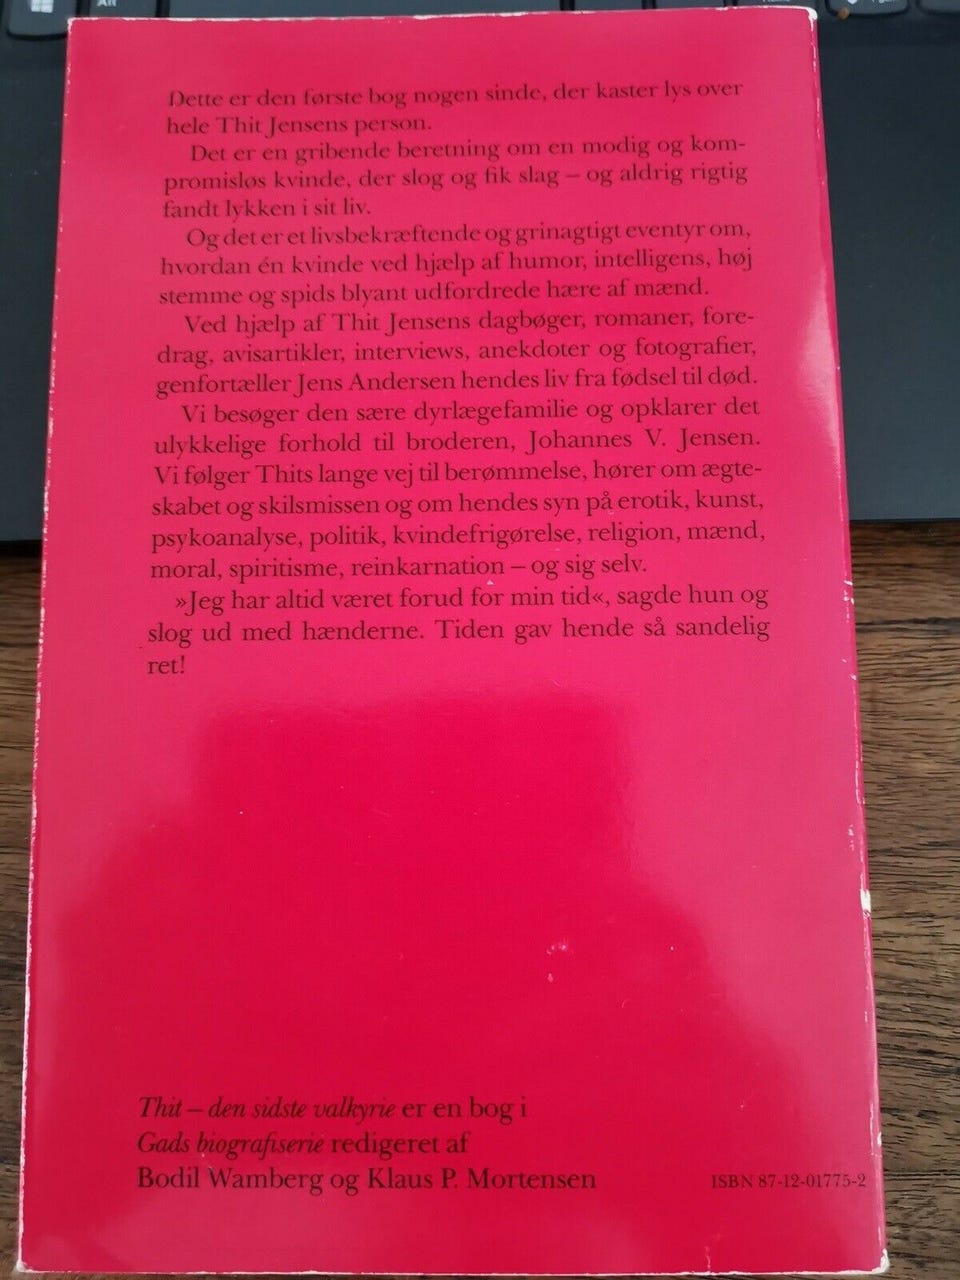 Alt
Dette er den første bog nogen sinde, der kaster lys over
hele Thit Jensens person.
Det er en gribende beretning om en modig og kom-
promisløs kvinde, der slog og fik slag – og aldrig rigtig
fandt lykken i sit liv.
Og det er et livsbekræftende og grinagtigt eventyr om,
hvordan én kvinde ved hjælp af humor, intelligens, høj
stemme og spids blyant udfordrede hære af mænd.
Ved hjælp af Thit Jensens dagbøger, romaner, fore-
drag, avisartikler, interviews, anekdoter og fotografier,
genfortæller Jens Andersen hendes liv fra fødsel til død.
Vi besøger den sære dyrlægefamilie og opklarer det
ulykkelige forhold til broderen, Johannes V. Jensen.
Vi følger Thits lange vej til berømmelse, hører om ægte-
skabet og skilsmissen og om hendes syn på erotik, kunst,
psykoanalyse, politik, kvindefrigørelse, religion, mænd,
moral, spiritisme, reinkarnation – og sig selv.
»Jeg har altid været forud for min tid«, sagde hun og
slog ud med hænderne. Tiden gav hende så sandelig
ret!
Thit – den sidste valkyrie er en bog i
Gads biografiserie redigeret af
Bodil Wamberg og Klaus P. Mortensen
ISBN 87-12-01775-2